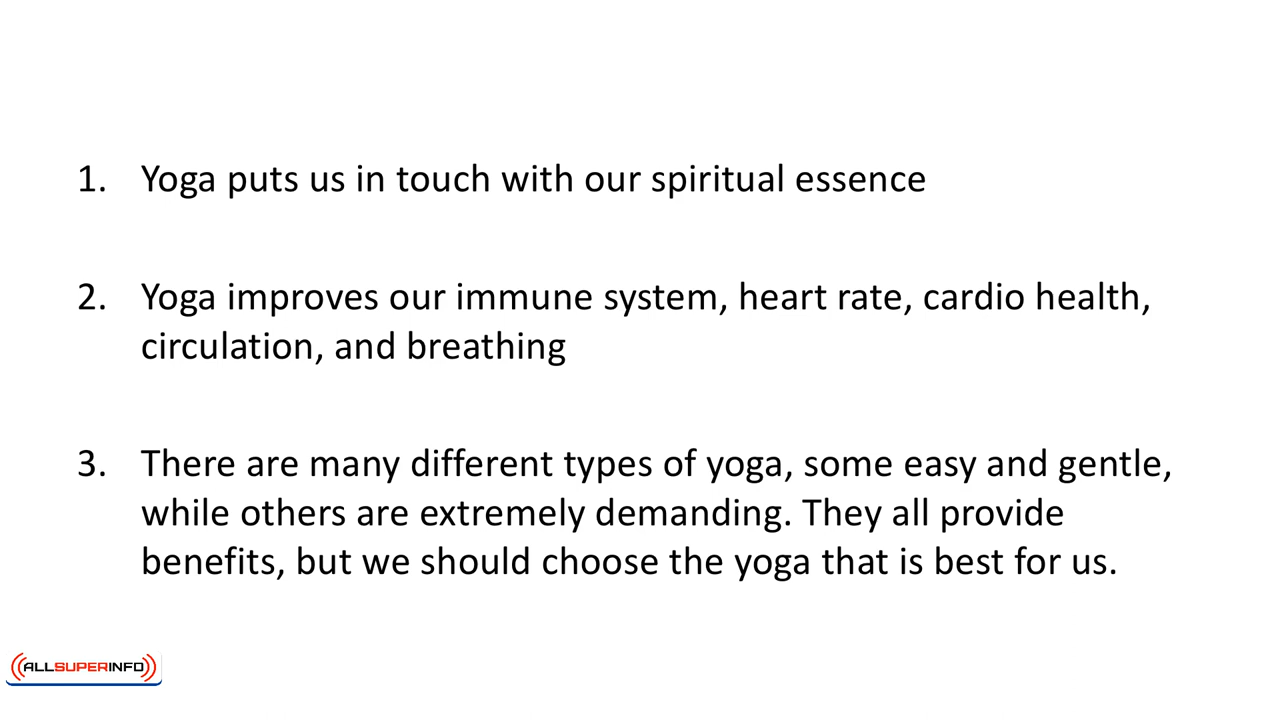 1. Yoga puts us in touch with our spiritual essence
2. Yoga improves our immune system, heart rate, cardio health,
circulation, and breathing
3. There are many different types of yoga, some easy and gentle,
while others are extremely demanding. They all provide
benefits, but we should choose the yoga that is best for us.
ALLSUPERINFO